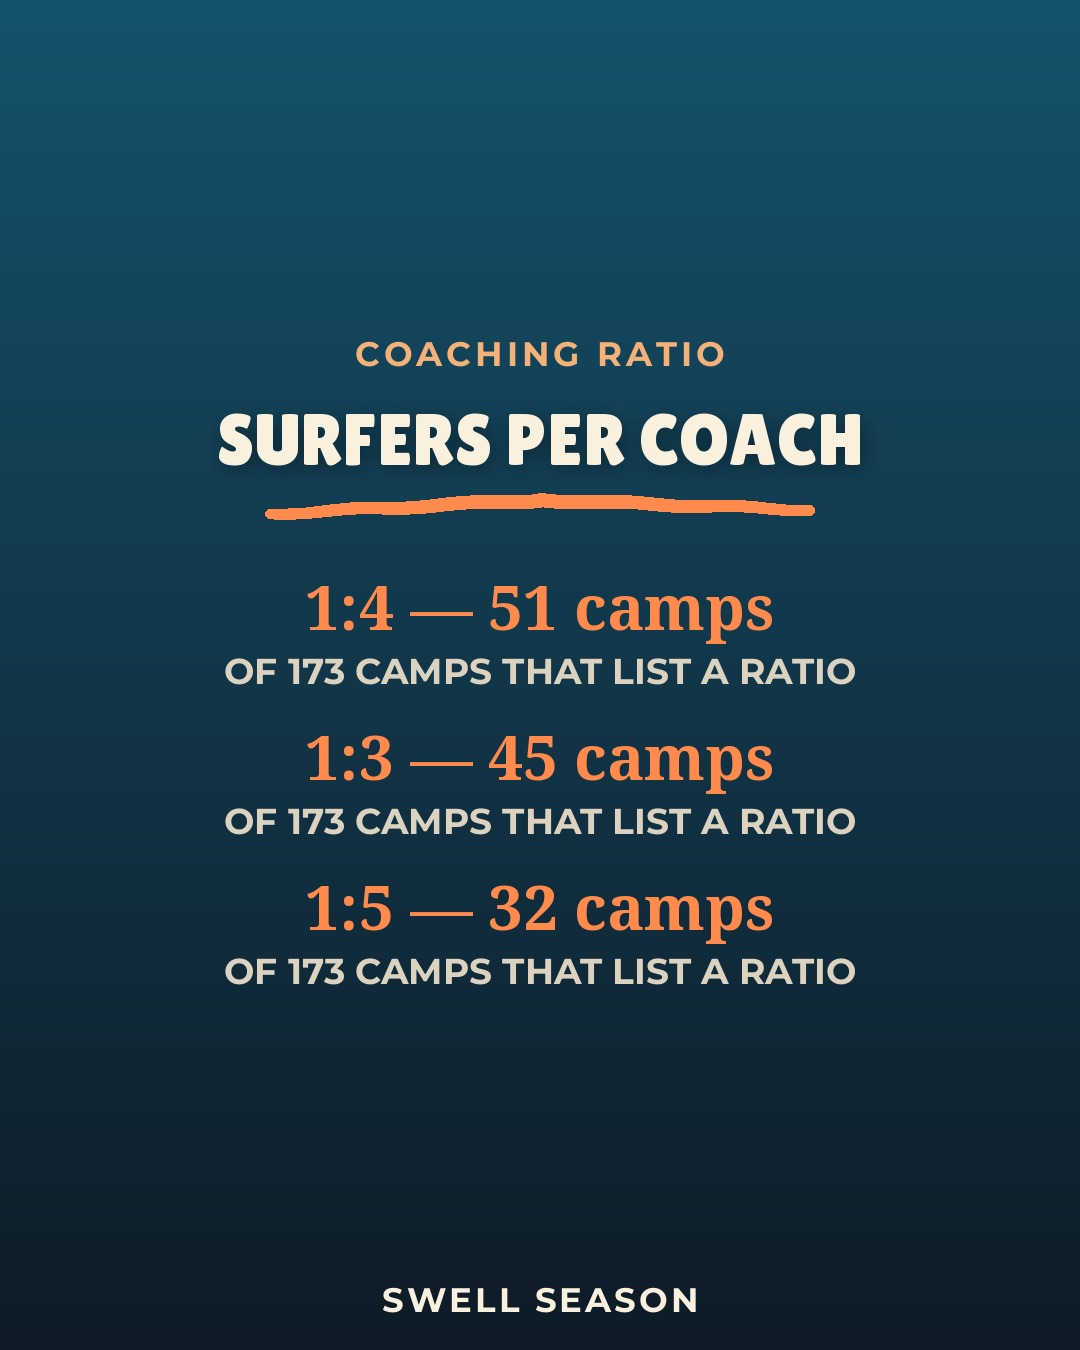 COACHING RATIO
SURFERS PER COACH
1:4 — 51 camps
OF 173 CAMPS THAT LIST A RATIO
1:3 — 45 camps
OF 173 CAMPS THAT LIST A RATIO
1:5 — 32 camps
OF 173 CAMPS THAT LIST A RATIO
SWELL SEASON